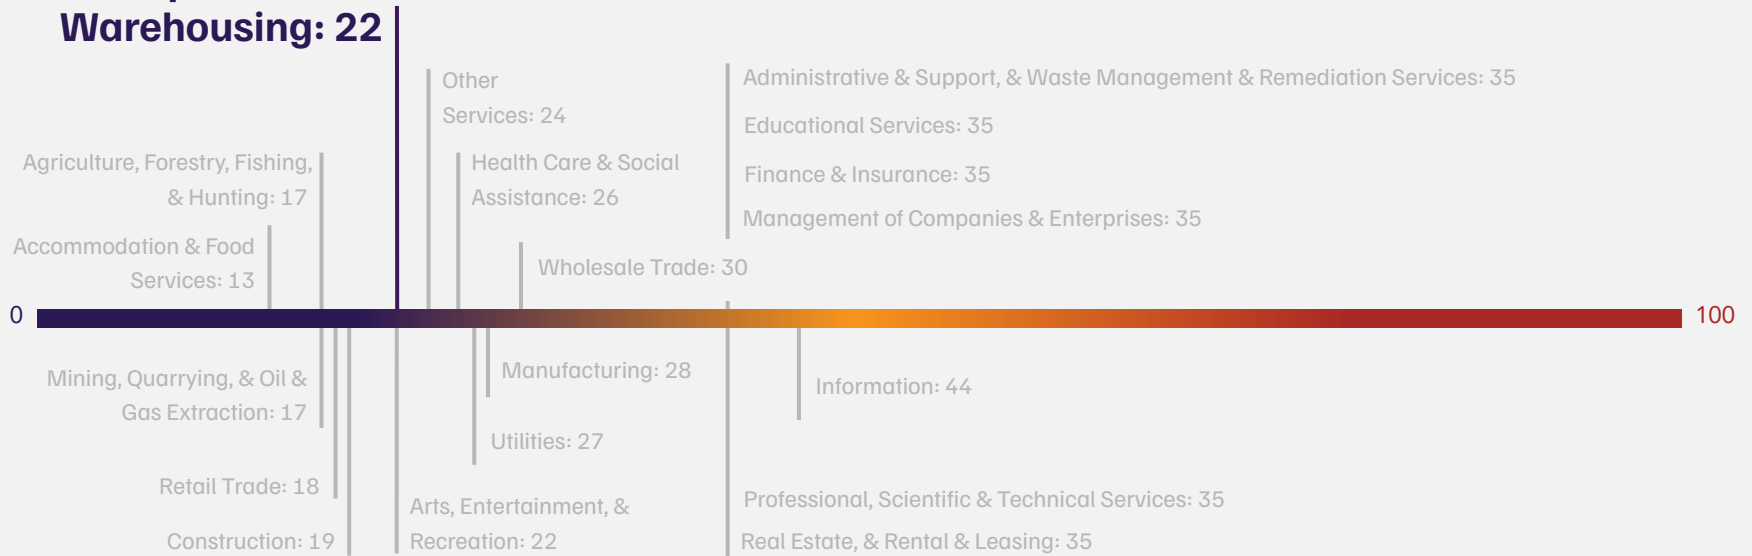 Warehousing: 22
Other
Services: 24
Administrative & Support, & Waste Management & Remediation Services: 35
Educational Services: 35
Agriculture, Forestry, Fishing,
& Hunting: 17
Health Care & Social
Assistance: 26
Finance & Insurance: 35
Management of Companies & Enterprises: 35
Accommodation & Food
Services: 13
Wholesale Trade: 30
0
100
Mining, Quarrying, & Oil &
Gas Extraction: 17
Manufacturing: 28
Information: 44
Utilities: 27
Retail Trade: 18
Arts, Entertainment, &
Recreation: 22
Professional, Scientific & Technical Services: 35
Construction: 19
Real Estate, & Rental & Leasing: 35